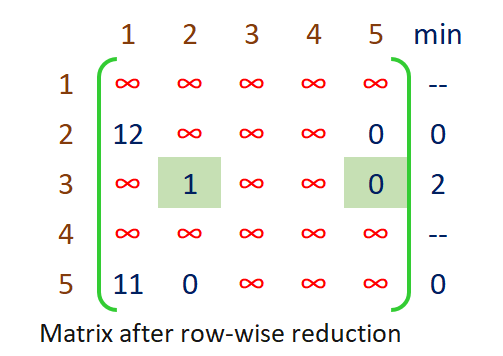 1 2 3 4 5 min
1 ∞ ∞ ∞ ∞ ∞ --
2 12 ∞ ∞ ∞ 0 0
3 ∞ 1 ∞ ∞ 0 2
4 ∞ ∞ ∞ ∞ ∞ --
5 11 0 ∞ ∞ ∞ 0
Matrix after row-wise reduction